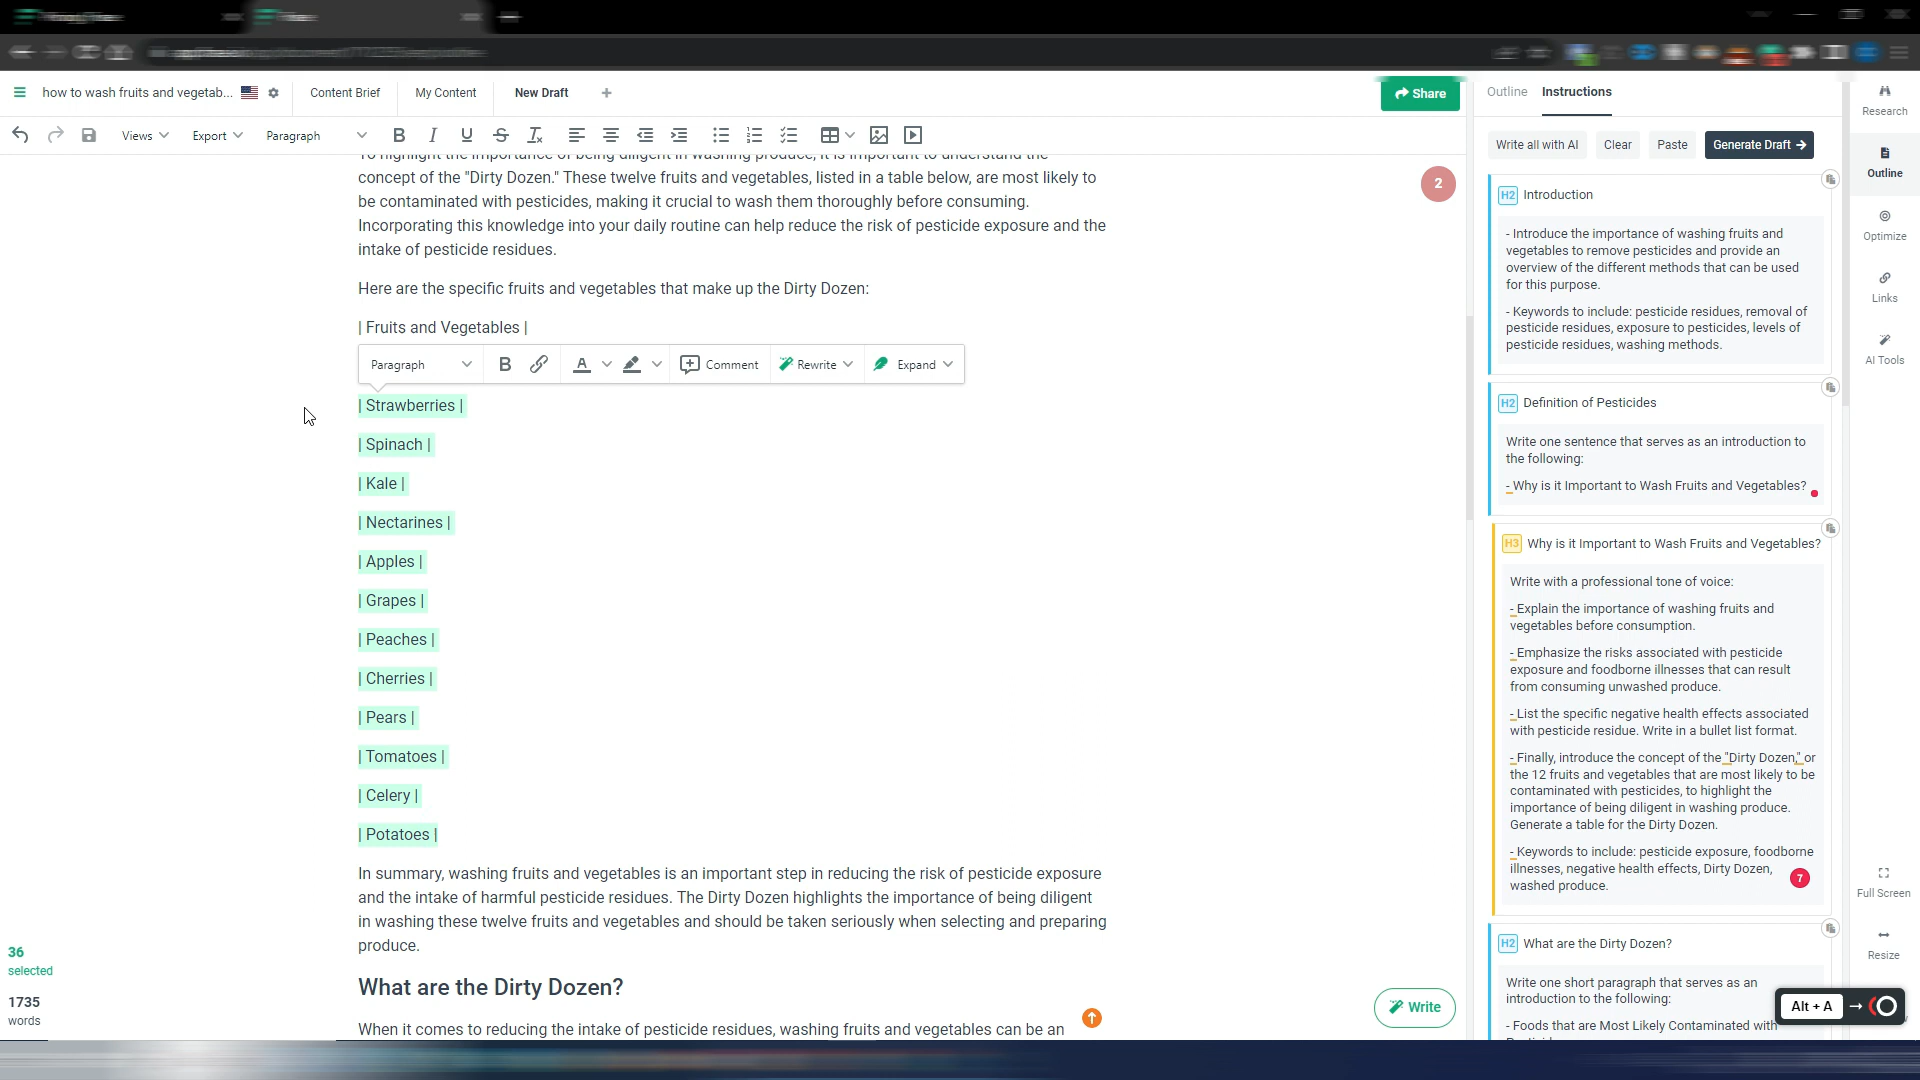 how to wash fruits and vegetab...
Content Brief
My Content
New Draft
Share
Outline
Instructions
Research
Views
Export
Paragraph
Write all with AI
Clear
Paste
Generate Draft
Outline
Optimize
Links
AI Tools
Full Screen
Resize
To highlight the importance of being diligent in washing produce, it is important to understand the
concept of the "Dirty Dozen." These twelve fruits and vegetables, listed in a table below, are most likely to
be contaminated with pesticides, making it crucial to wash them thoroughly before consuming.
Incorporating this knowledge into your daily routine can help reduce the risk of pesticide exposure and the
intake of pesticide residues.
2
Here are the specific fruits and vegetables that make up the Dirty Dozen:
| Fruits and Vegetables |
Paragraph
B
A
Comment
Rewrite
Expand
| Strawberries |
| Spinach |
| Kale |
| Nectarines |
| Apples |
| Grapes |
| Peaches |
| Cherries |
| Pears |
| Tomatoes |
| Celery |
| Potatoes |
In summary, washing fruits and vegetables is an important step in reducing the risk of pesticide exposure
and the intake of harmful pesticide residues. The Dirty Dozen highlights the importance of being diligent
in washing these twelve fruits and vegetables and should be taken seriously when selecting and preparing
produce.
What are the Dirty Dozen?
When it comes to reducing the intake of pesticide residues, washing fruits and vegetables can be an
36
selected
1735
words
Write
H2 Introduction
- Introduce the importance of washing fruits and
vegetables to remove pesticides and provide an
overview of the different methods that can be used
for this purpose.
- Keywords to include: pesticide residues, removal of
pesticide residues, exposure to pesticides, levels of
pesticide residues, washing methods.
H2 Definition of Pesticides
Write one sentence that serves as an introduction to
the following:
- Why is it Important to Wash Fruits and Vegetables?
H3 Why is it Important to Wash Fruits and Vegetables?
Write with a professional tone of voice:
- Explain the importance of washing fruits and
vegetables before consumption.
- Emphasize the risks associated with pesticide
exposure and foodborne illnesses that can result
from consuming unwashed produce.
- List the specific negative health effects associated
with pesticide residue. Write in a bullet list format.
- Finally, introduce the concept of the "Dirty Dozen," or
the 12 fruits and vegetables that are most likely to be
contaminated with pesticides, to highlight the
importance of being diligent in washing produce.
Generate a table for the Dirty Dozen.
- Keywords to include: pesticide exposure, foodborne
illnesses, negative health effects, Dirty Dozen,
washed produce.
7
H2 What are the Dirty Dozen?
Write one short paragraph that serves as an
introduction to the following:
- Foods that are Most Likely Contaminated with
Alt + A